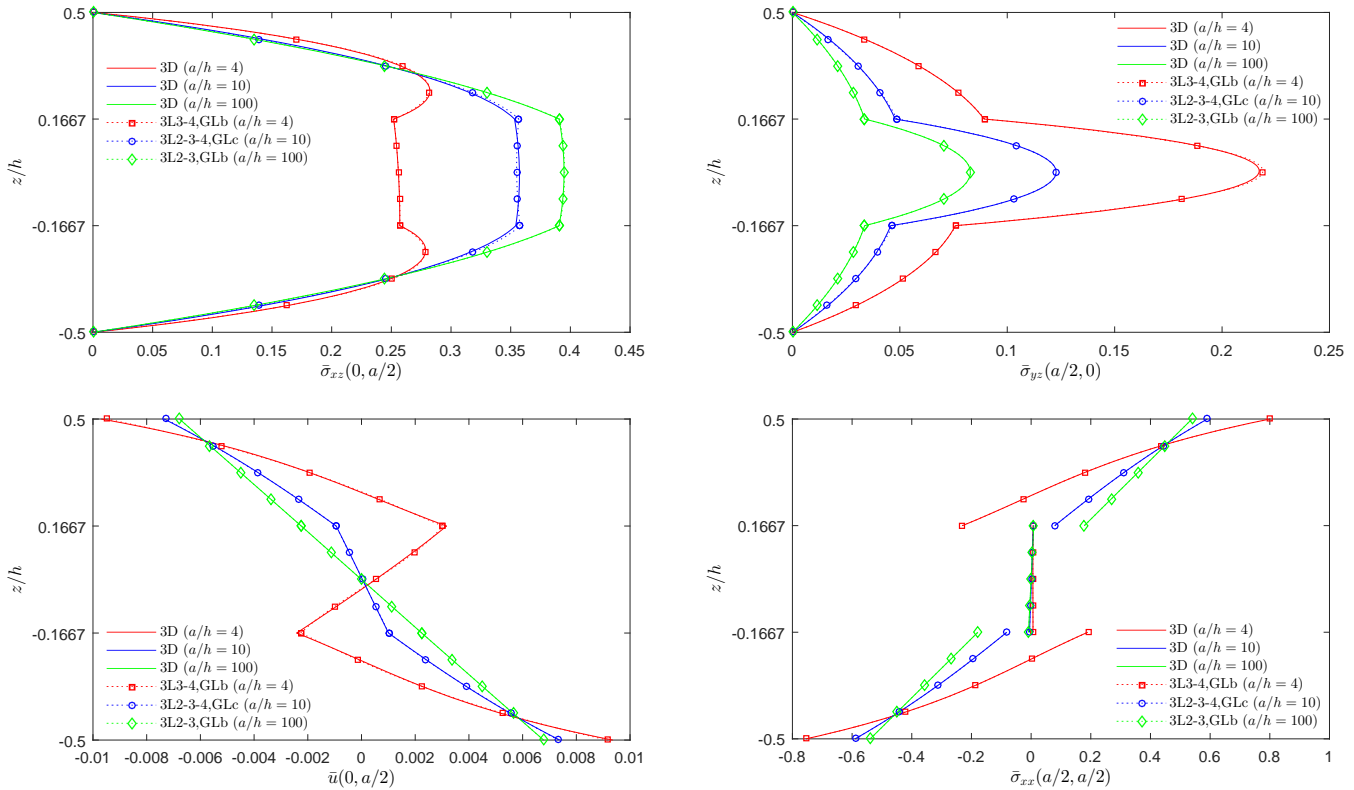 0.5
0.1667
-0.1667
-0.5
z/h
3D (a/h = 4)
3D (a/h = 10)
3D (a/h = 100)
3L3-4,GLb (a/h = 4)
3L2-3-4,GLc (a/h = 10)
3L2-3,GLb (a/h = 100)
0 0.05 0.1 0.15 0.2 0.25 0.3 0.35 0.4 0.45
σ̄xz(0, a/2)
0.5
0.1667
-0.1667
-0.5
z/h
3D (a/h = 4)
3D (a/h = 10)
3D (a/h = 100)
3L3-4,GLb (a/h = 4)
3L2-3-4,GLc (a/h = 10)
3L2-3,GLb (a/h = 100)
0 0.05 0.1 0.15 0.2 0.25
σ̄yz(a/2, 0)
0.5
0.1667
-0.1667
-0.5
z/h
3D (a/h = 4)
3D (a/h = 10)
3D (a/h = 100)
3L3-4,GLb (a/h = 4)
3L2-3-4,GLc (a/h = 10)
3L2-3,GLb (a/h = 100)
-0.01 -0.008 -0.006 -0.004 -0.002 0 0.002 0.004 0.006 0.008 0.01
ū(0, a/2)
0.5
0.1667
-0.1667
-0.5
z/h
3D (a/h = 4)
3D (a/h = 10)
3D (a/h = 100)
3L3-4,GLb (a/h = 4)
3L2-3-4,GLc (a/h = 10)
3L2-3,GLb (a/h = 100)
-0.8 -0.6 -0.4 -0.2 0 0.2 0.4 0.6 0.8 1
σ̄xx(a/2, a/2)